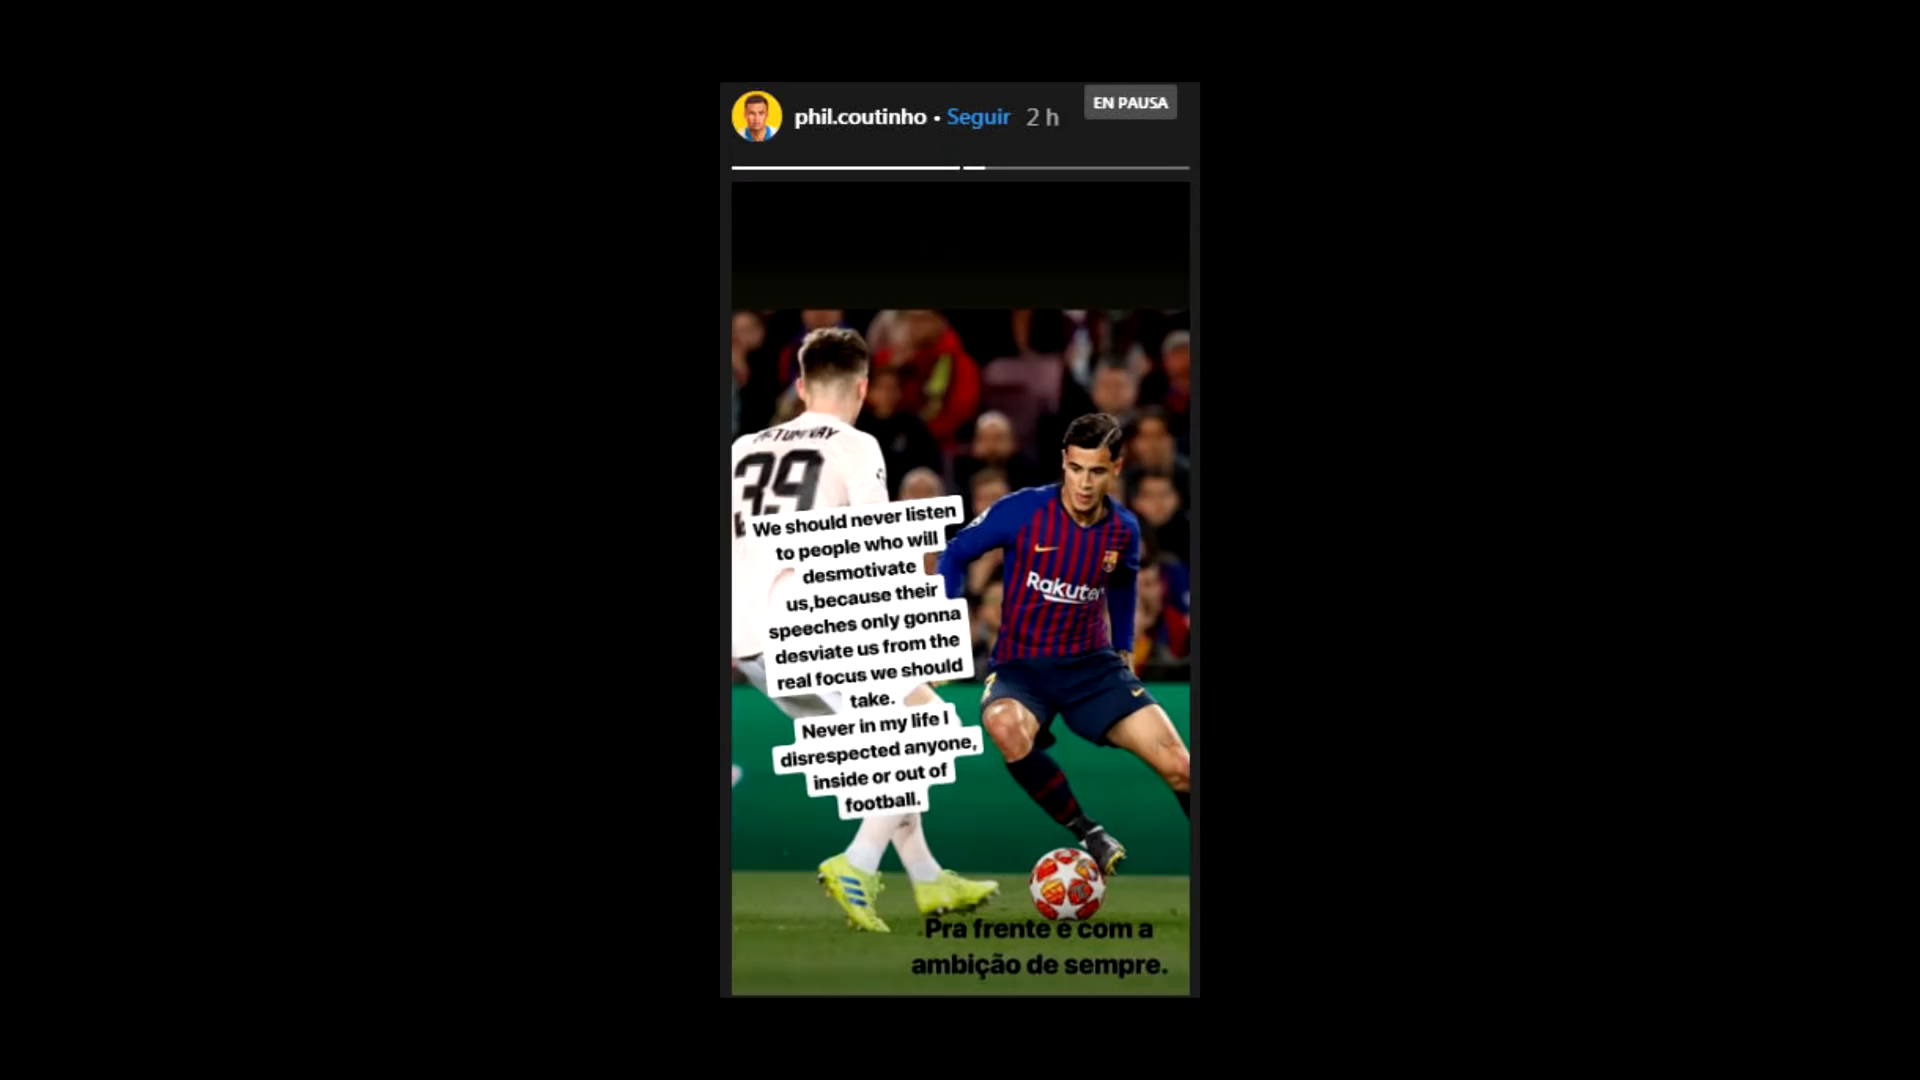 phil.coutinho • Seguir 2 h
EN PAUSA
39
We should never listen
to people who will
desmotivate
us,because their
speeches only gonna
desviate us from the
real focus we should
take.
Never in my life I
disrespected anyone,
inside or out of
football.
Rakuten
Pra frente e com a
ambição de sempre.